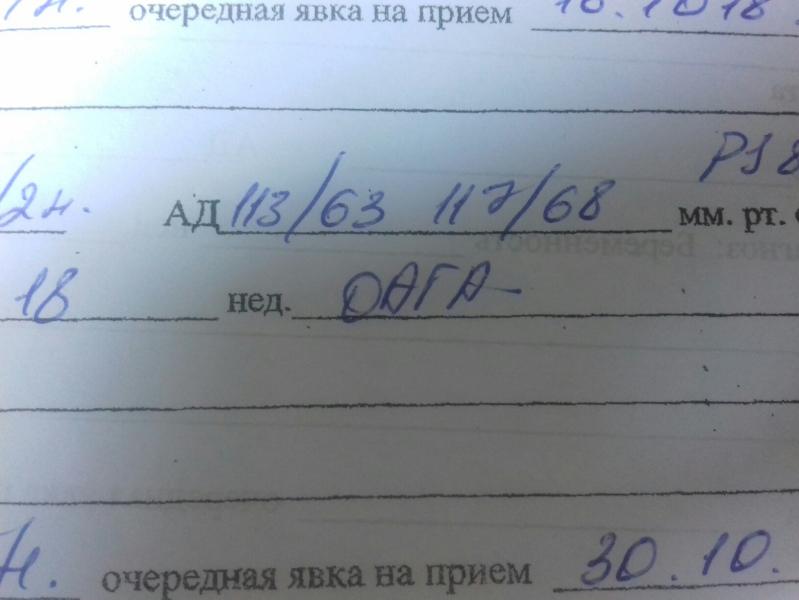 очередная явка на прием
/2н. АД 113/63 117/68 мм. рт.
18 нед. ОАГА-
н. очередная явка на прием 30.10.